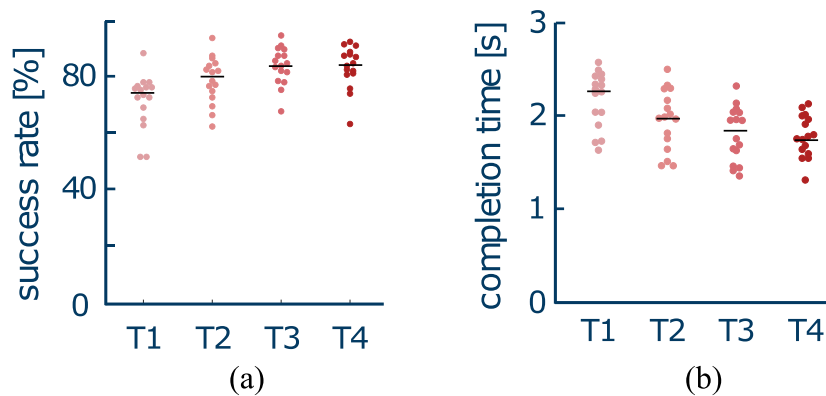 success rate [%]
80
40
0
T1 T2 T3 T4
(a)
completion time [s]
3
2
1
0
T1 T2 T3 T4
(b)